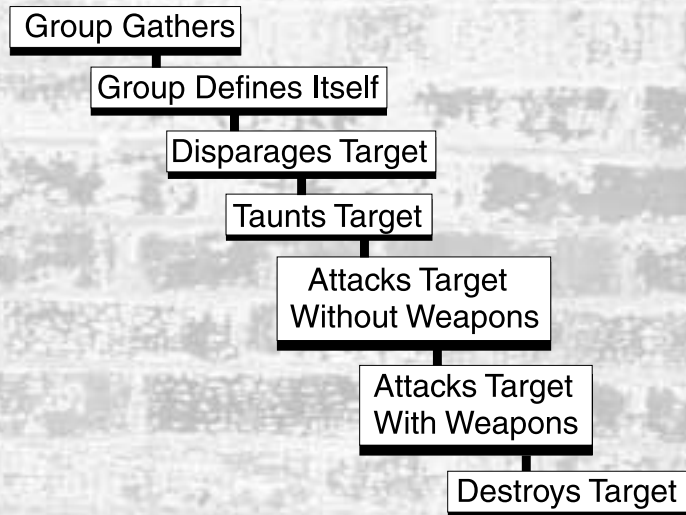 Group Gathers
Group Defines Itself
Disparages Target
Taunts Target
Attacks Target
Without Weapons
Attacks Target
With Weapons
Destroys Target